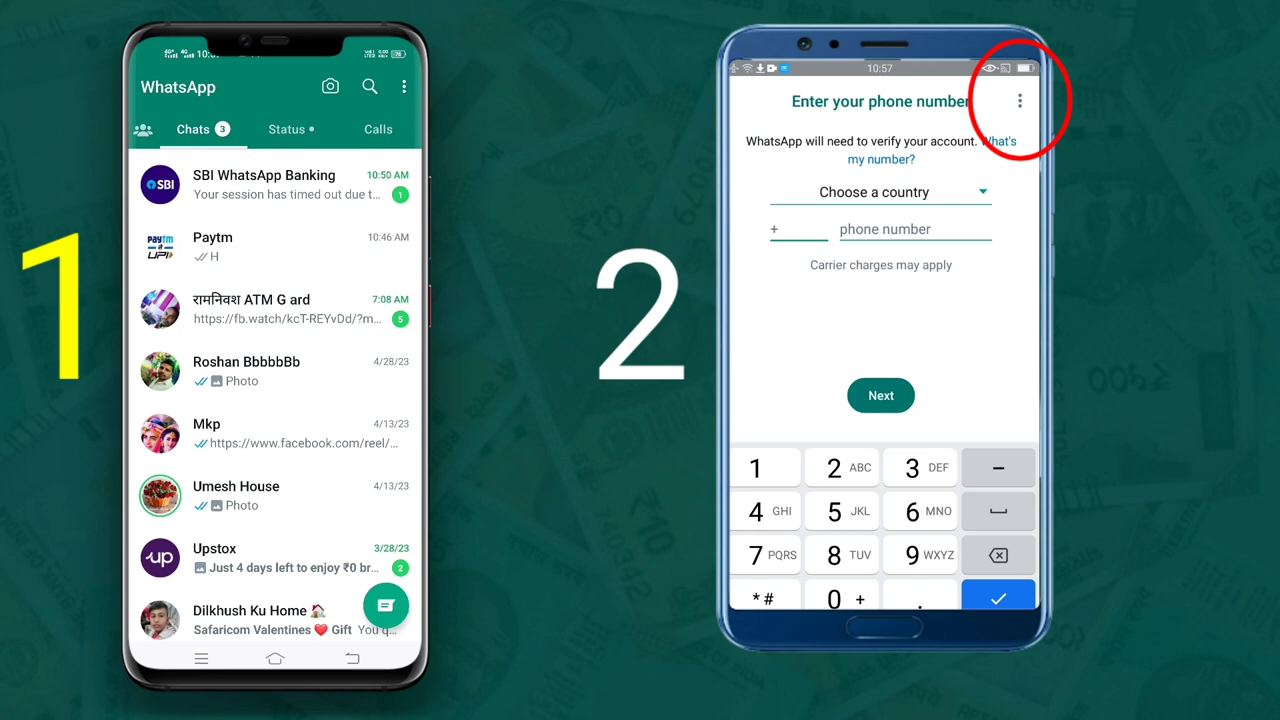 1
10:
WhatsApp
Chats 3
Status
Calls
SBI
SBI WhatsApp Banking
10:50 AM
Your session has timed out due t...
1
Paytm
से UPI
Paytm
10:46 AM
H
रामनिवश ATM G ard
7:08 AM
https://fb.watch/kcT-REYvDd/?m...
5
Roshan BbbbbBb
4/28/23
Photo
Mkp
4/13/23
https://www.facebook.com/reel/...
Umesh House
4/13/23
Photo
up
Upstox
3/28/23
Just 4 days left to enjoy ₹0 br...
2
Dilkhush Ku Home
Safaricom Valentines ❤️ Gift You q...
2
10:57
Enter your phone number
WhatsApp will need to verify your account. What's
my number?
Choose a country
+
phone number
Carrier charges may apply
Next
1
2 ABC
3 DEF
–
4 GHI
5 JKL
6 MNO
7 PQRS
8 TUV
9 WXYZ
* #
0 +
.